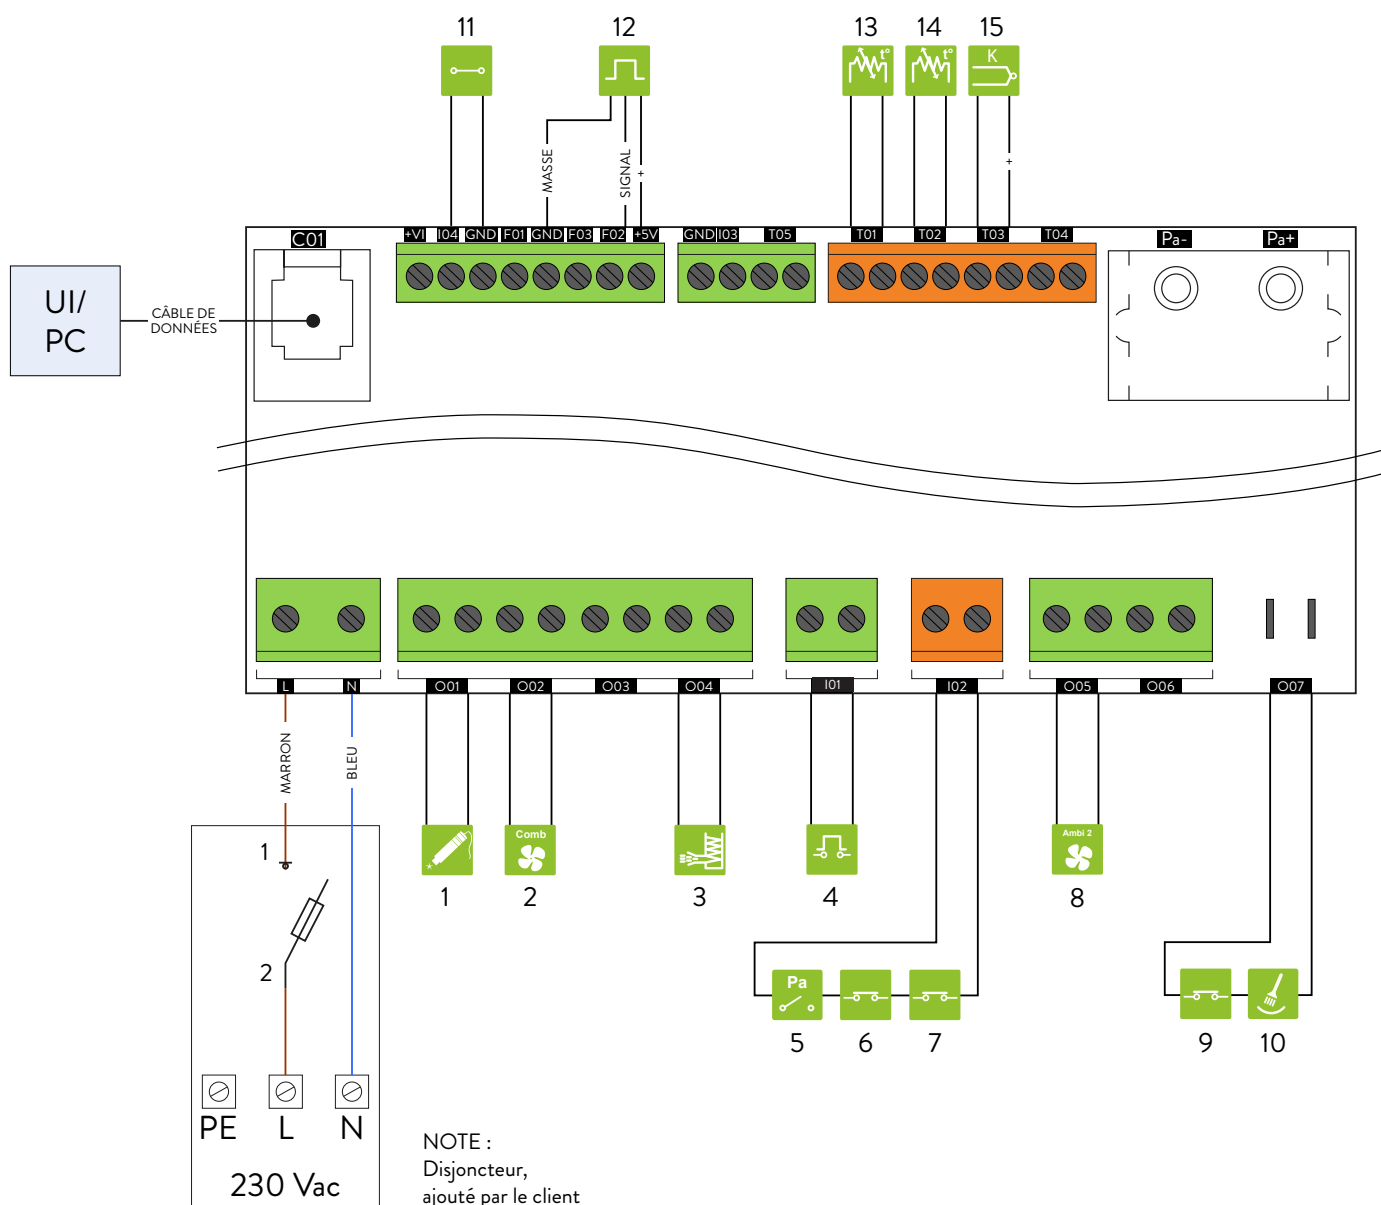 11 12 13 14 15
t° t° K
MASSE SIGNAL + +
C01 +VI I04 GND F01 GND F03 F02 +5V GND I03 T05 T01 T02 T03 T04 Pa- Pa+
UI/
PC
CÂBLE DE
DONNÉES
L N O01 O02 O03 O04 I01 I02 O05 O06 O07
MARRON BLEU
Comb Ambi 2
1
1 2 3 4 8
2
Pa
5 6 7 9 10
PE L N
230 Vac
NOTE :
Disjoncteur,
ajouté par le client